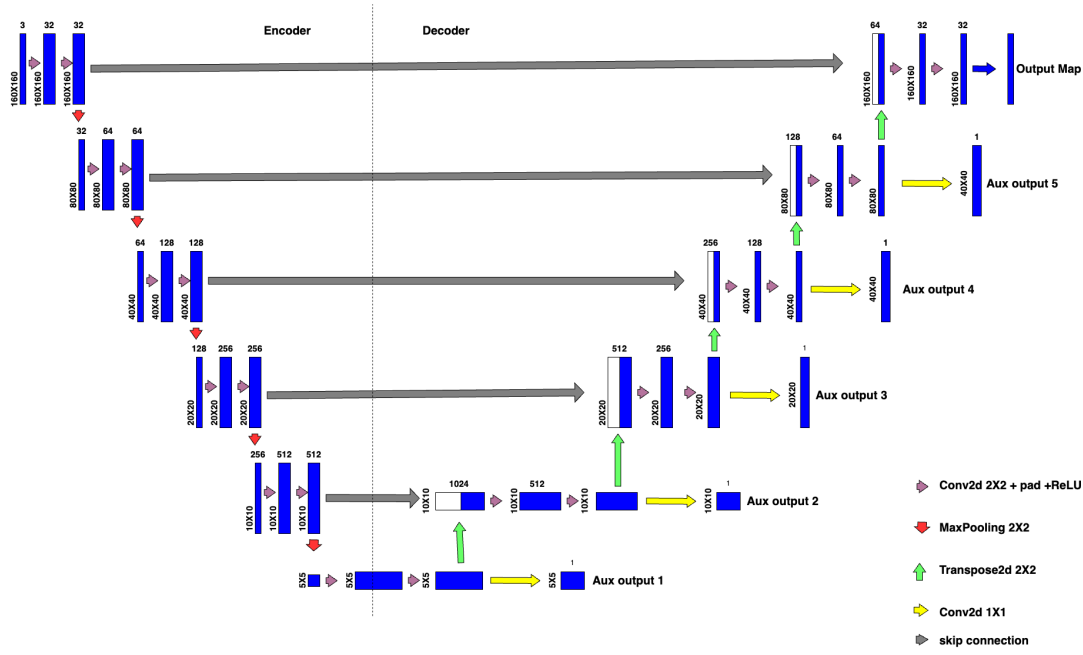 Encoder
Decoder
3
32
32
64
32
32
160X160
160X160
160X160
160X160
160X160
160X160
Output Map
32
64
64
128
64
1
80X80
80X80
80X80
80X80
80X80
80X80
40X40
Aux output 5
64
128
128
256
128
1
40X40
40X40
40X40
40X40
40X40
40X40
40X40
Aux output 4
128
256
256
512
256
1
20X20
20X20
20X20
20X20
20X20
20X20
20X20
Aux output 3
256
512
512
1024
512
1
10X10
10X10
10X10
10X10
10X10
10X10
10X10
Aux output 2
1
5X5
5X5
5X5
5X5
Aux output 1
Conv2d 2X2 + pad +ReLU
MaxPooling 2X2
Transpose2d 2X2
Conv2d 1X1
skip connection